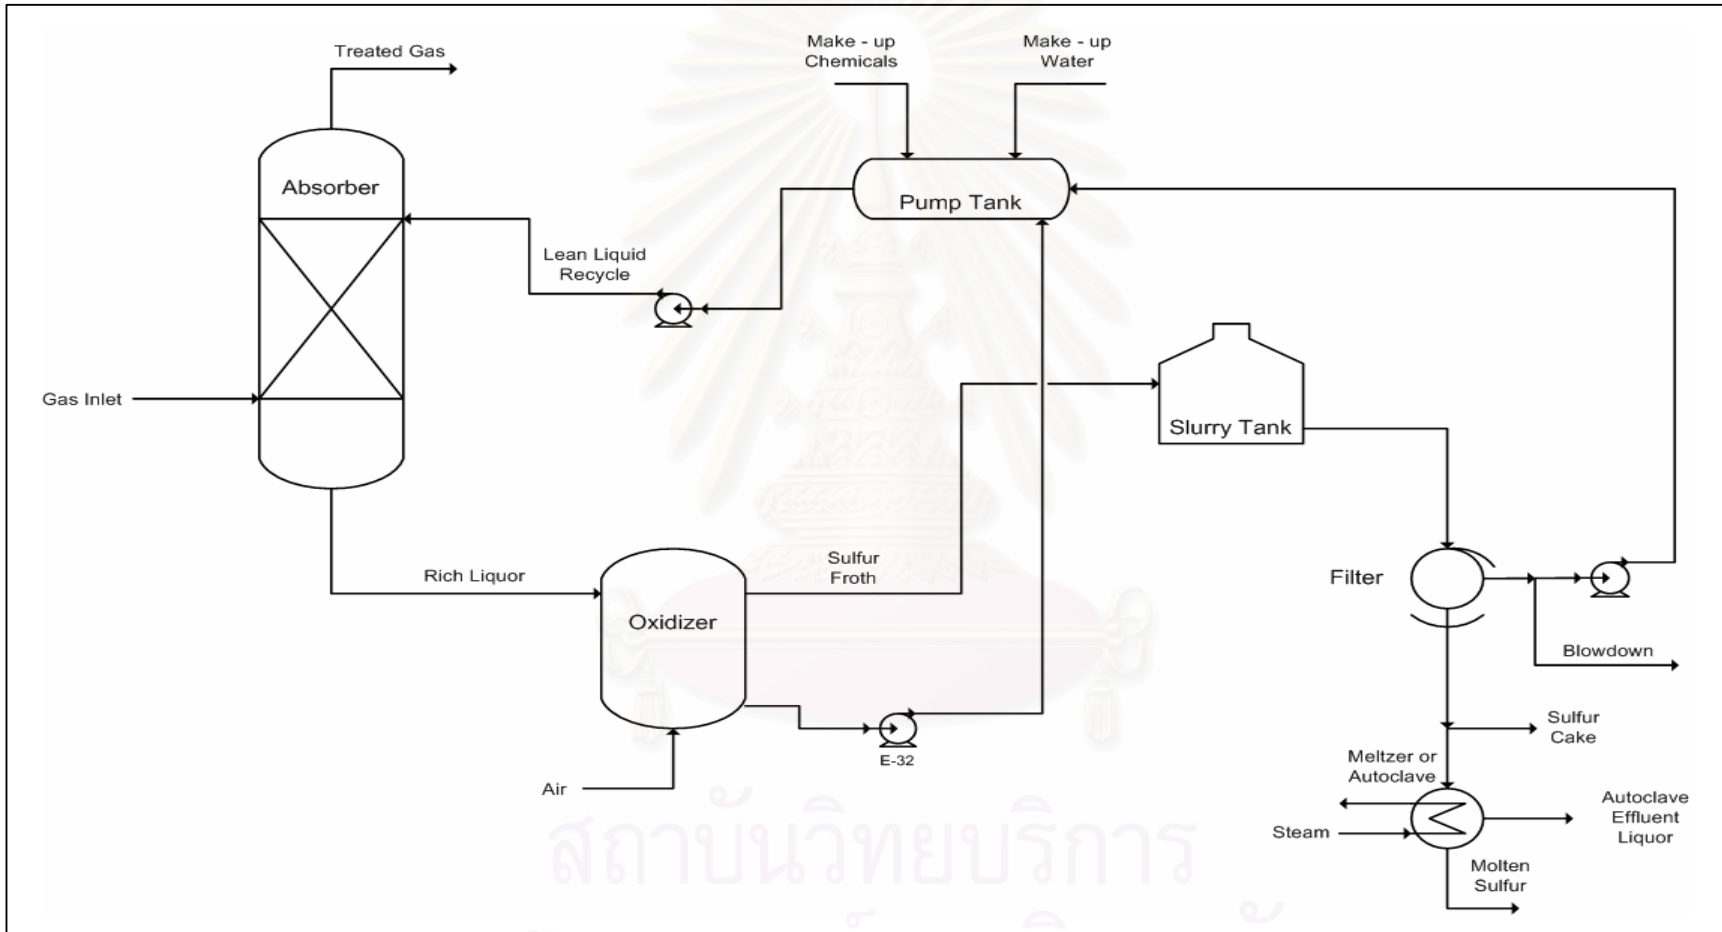 Treated Gas
Make - up
Chemicals
Make - up
Water
Absorber
Pump Tank
Lean Liquid
Recycle
Gas Inlet
Slurry Tank
Rich Liquor
Sulfur
Froth
Filter
Oxidizer
Blowdown
Sulfur
Cake
E-32
Meltzer or
Autoclave
Air
Autoclave
Effluent
Liquor
Steam
Molten
Sulfur
สถาบันวิทยบริการ